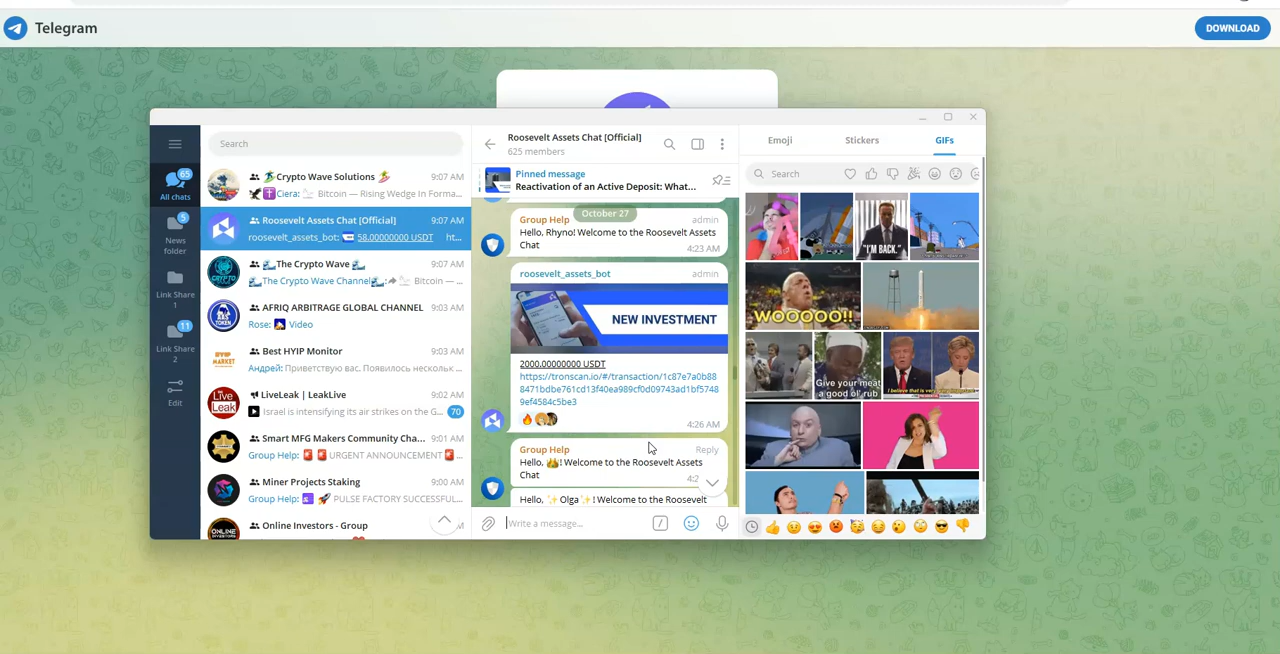 Telegram
DOWNLOAD
Search
65
All chats
5
News
folder
Link Share
1
11
Link Share
2
Edit
Crypto Wave Solutions
9:07 AM
Ciera: Bitcoin — Rising Wedge In Forma...
Roosevelt Assets Chat [Official]
9:07 AM
roosevelt_assets_bot: 58.00000000 USDT ht...
The Crypto Wave
9:07 AM
The Crypto Wave Channel: Bitcoin — ...
AFRIQ ARBITRAGE GLOBAL CHANNEL
9:03 AM
Rose: Video
Best HYIP Monitor
9:03 AM
Андрей: Приветствую вас. Появилось нескольк...
LiveLeak | LeakLive
9:02 AM
Israel is intensifying its air strikes on the G...
70
Smart MFG Makers Community Cha...
9:01 AM
Group Help: URGENT ANNOUNCEMENT ...
Miner Projects Staking
9:00 AM
Group Help: PULSE FACTORY SUCCESSFUL...
Online Investors - Group
Roosevelt Assets Chat [Official]
625 members
Pinned message
Reactivation of an Active Deposit: What...
October 27
Group Help
admin
Hello, Rhyno! Welcome to the Roosevelt Assets
Chat
4:23 AM
roosevelt_assets_bot
admin
NEW INVESTMENT
2000.00000000 USDT
https://tronscan.io/#/transaction/1c87e7a0b88
8471bdbe761cd13f40ea989cf0d09743ad1bf5748
9ef4584c5be3
4:26 AM
Group Help
Reply
Hello, ! Welcome to the Roosevelt Assets
Chat
4:2
Hello, Olga ! Welcome to the Roosevelt
Write a message...
Emoji
Stickers
GIFs
Search
"I'M BACK."
WOOOOO!!
Give your meat
a good ol' rub